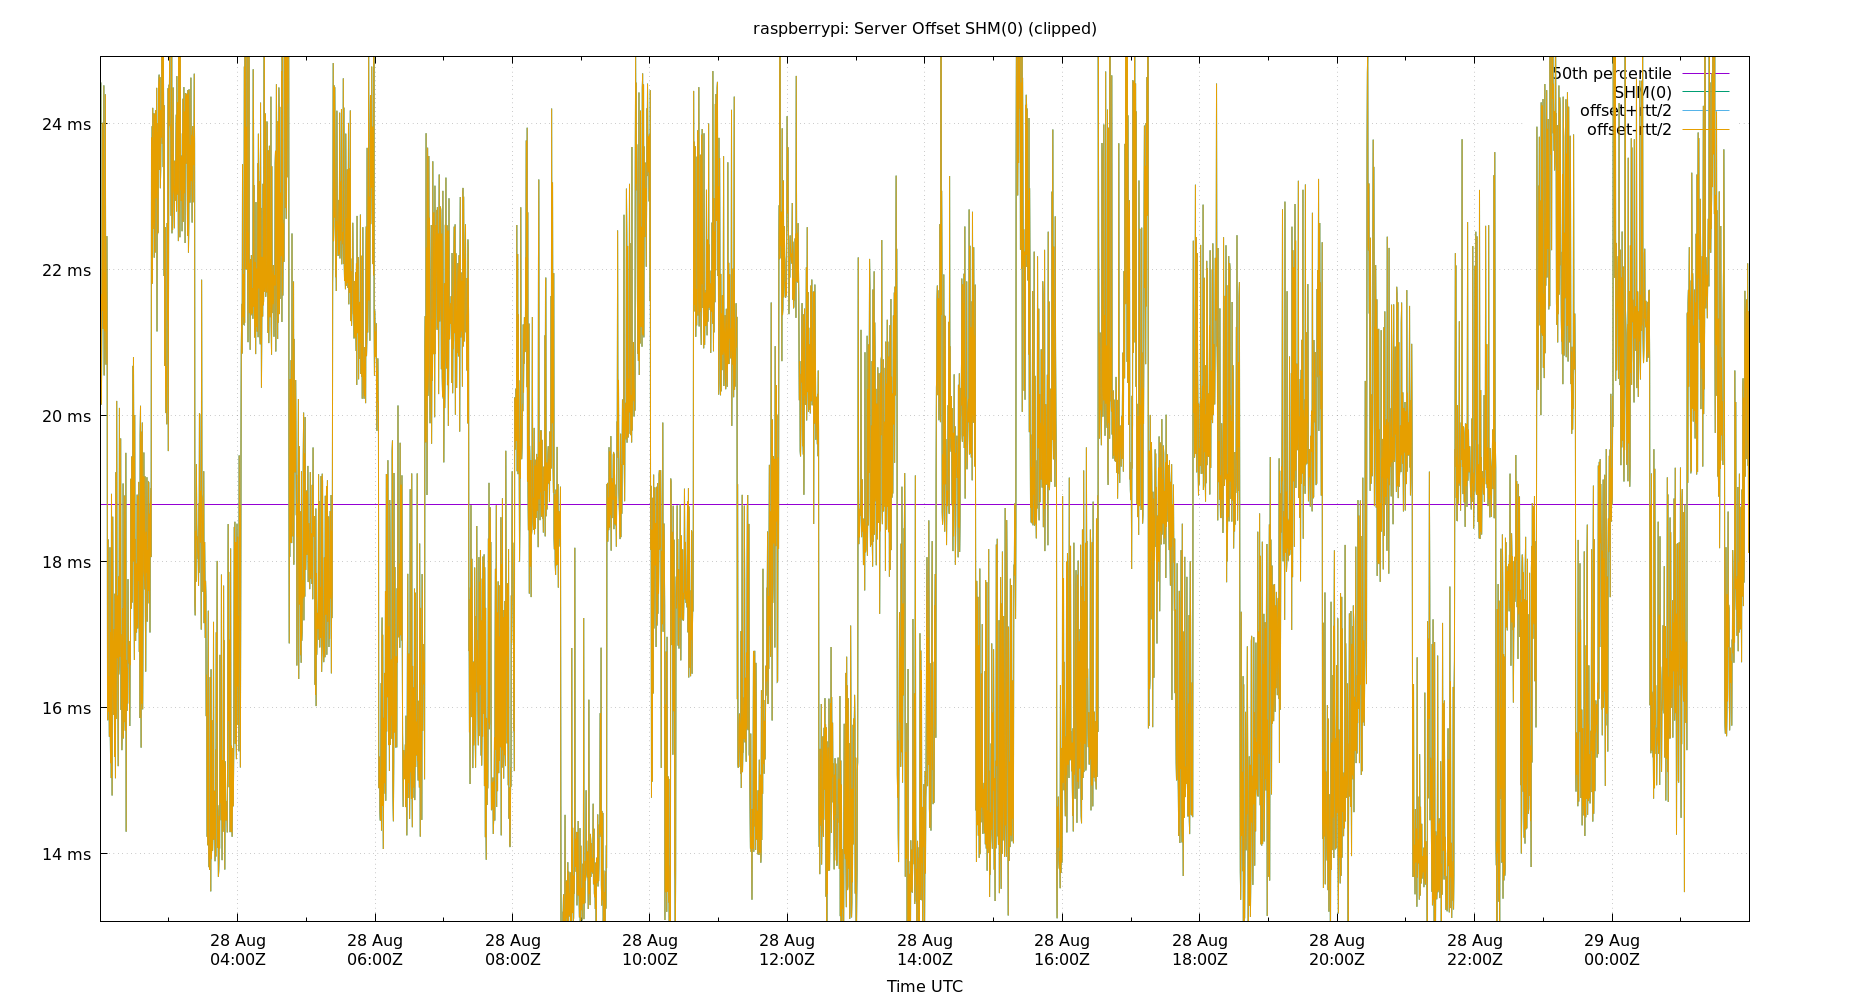 raspberrypi: Server Offset SHM(0) (clipped)
50th percentile
SHM(0)
offset+rtt/2
offset-rtt/2
24 ms
22 ms
20 ms
18 ms
16 ms
14 ms
28 Aug 28 Aug 28 Aug 28 Aug 28 Aug 28 Aug 28 Aug 28 Aug 28 Aug 28 Aug 29 Aug
04:00Z 06:00Z 08:00Z 10:00Z 12:00Z 14:00Z 16:00Z 18:00Z 20:00Z 22:00Z 00:00Z
Time UTC